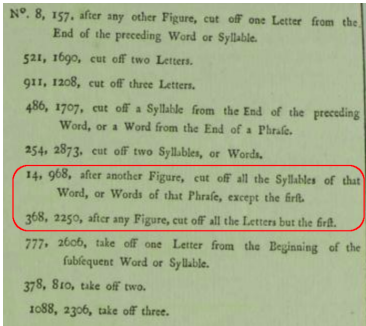 Nº. 8, 157, after any other Figure, cut off one Letter from the
End of the preceding Word or Syllable.
521, 1690, cut off two Letters.
911, 1208, cut off three Letters.
486, 1707, cut off a Syllable from the End of the preceding
Word, or a Word from the End of a Phraſe.
254, 2873, cut off two Syllables, or Words.
14, 968, after another Figure, cut off all the Syllables of that
Word, or Words of that Phraſe, except the firſt.
368, 2250, after any Figure, cut off all the Letters but the firſt.
777, 2606, take off one Letter from the Beginning of the
ſubſequent Word or Syllable.
378, 810, take off two.
1088, 2306, take off three.